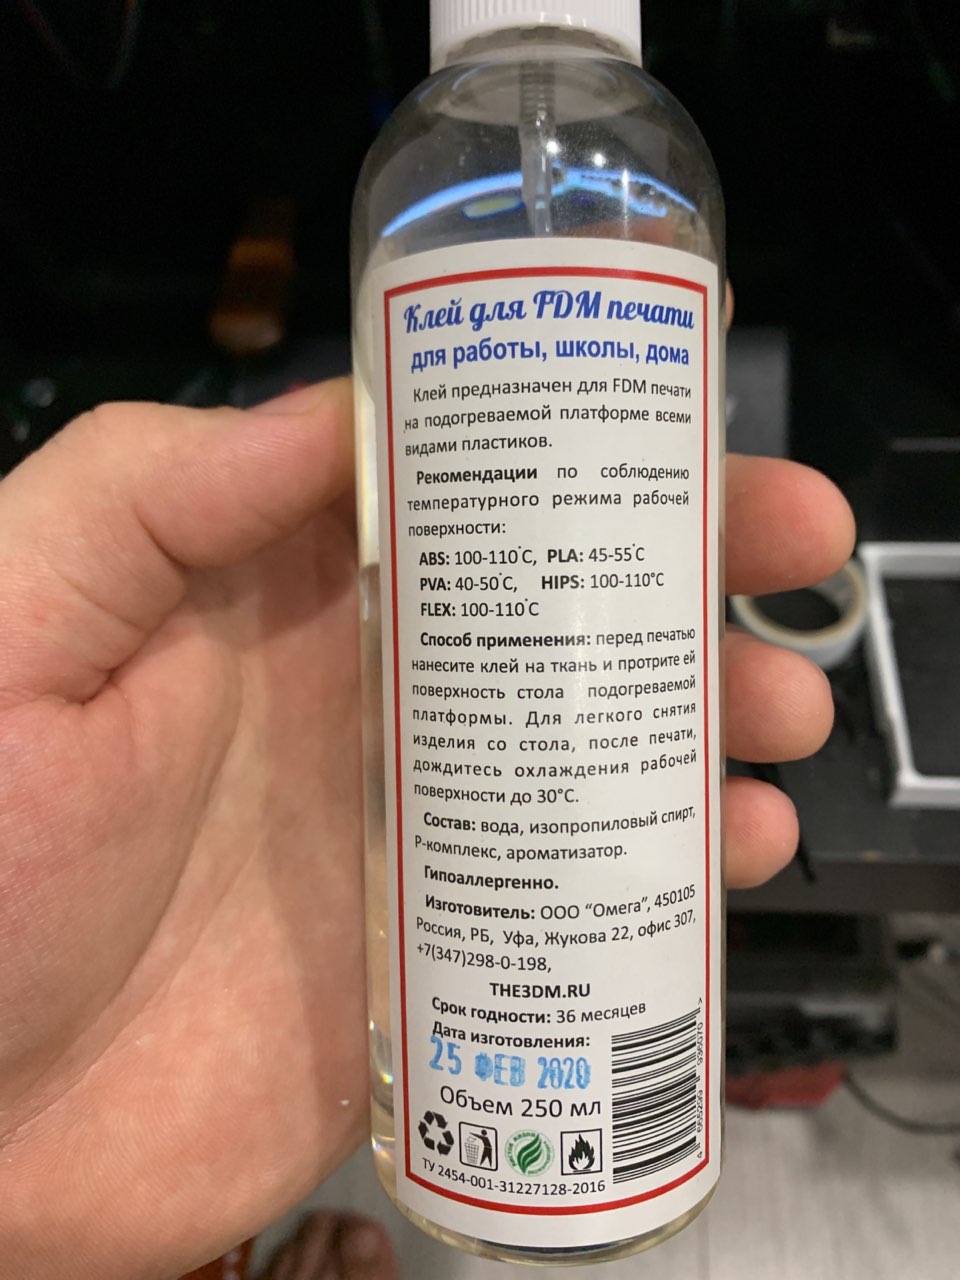 Клей для FDM печати
для работы, школы, дома
Клей предназначен для FDM печати
на подогреваемой платформе всеми
видами пластиков.
Рекомендации по соблюдению
температурного режима рабочей
поверхности:
ABS: 100-110°C, PLA: 45-55°C
PVA: 40-50°C, HIPS: 100-110°C
FLEX: 100-110°C
Способ применения: перед печатью
нанесите клей на ткань и протрите ей
поверхность стола подогреваемой
платформы. Для легкого снятия
изделия со стола, после печати,
дождитесь охлаждения рабочей
поверхности до 30°C.
Состав: вода, изопропиловый спирт,
Р-комплекс, ароматизатор.
Гипоаллергенно.
Изготовитель: ООО “Омега”, 450105
Россия, РБ, Уфа, Жукова 22, офис 307,
+7(347)298-0-198,
THE3DM.RU
Срок годности: 36 месяцев
Дата изготовления:
25 ФЕВ 2020
Объем 250 мл
ТУ 2454-001-31227128-2016